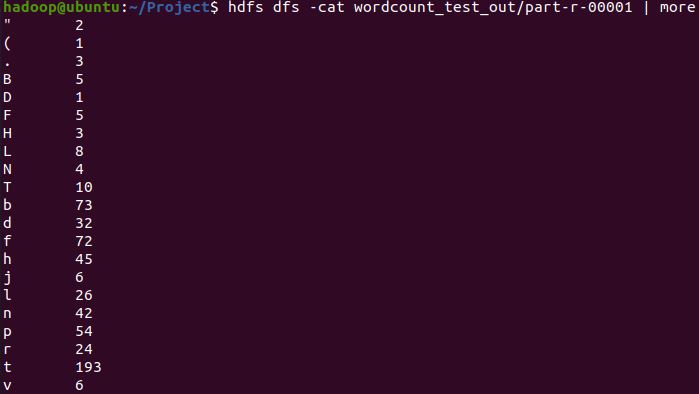 hadoop@ubuntu:~/Project$ hdfs dfs -cat wordcount_test_out/part-r-00001 | more
"	2
(	1
.	3
B	5
D	1
F	5
H	3
L	8
N	4
T	10
b	73
d	32
f	72
h	45
j	6
l	26
n	42
p	54
r	24
t	193
v	6